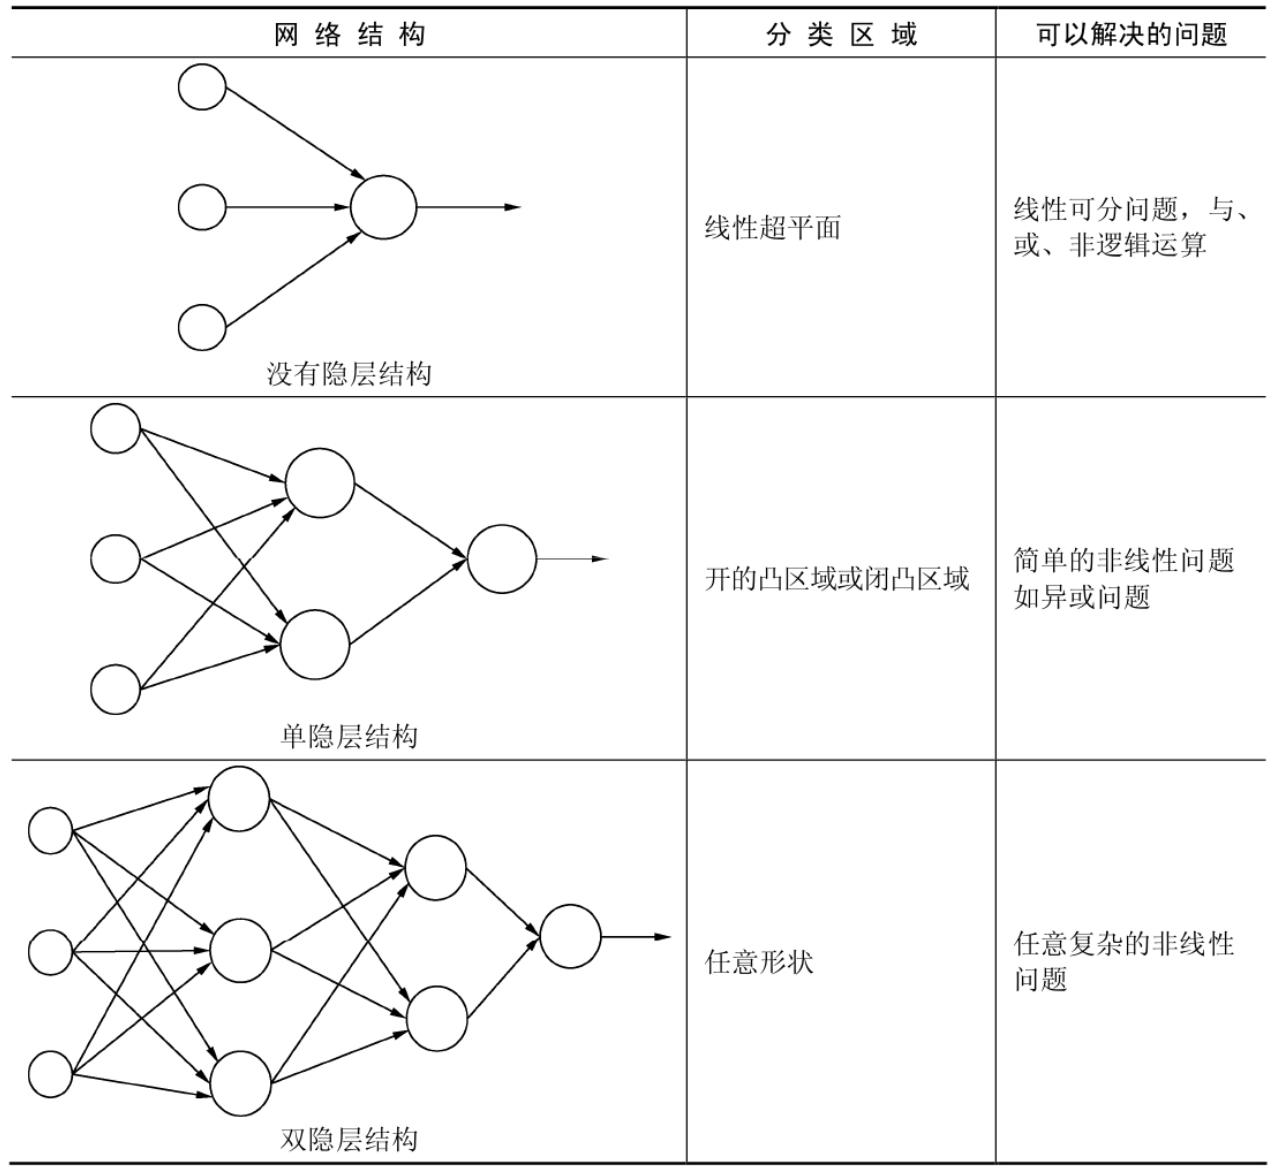 网络结构
分类区域
可以解决的问题
没有隐层结构
线性超平面
线性可分问题，与、
或、非逻辑运算
单隐层结构
开的凸区域或闭凸区域
简单的非线性问题
如异或问题
双隐层结构
任意形状
任意复杂的非线性
问题